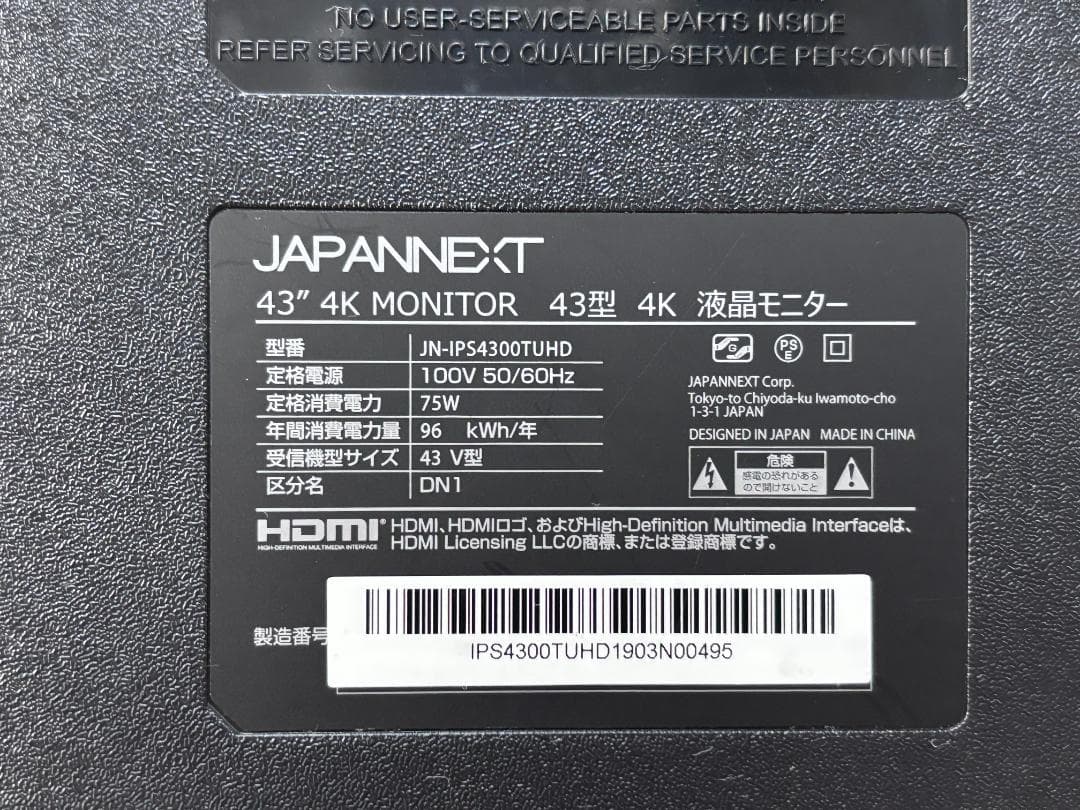 NO USER-SERVICEABLE PARTS INSIDE
REFER SERVICING TO QUALIFIED SERVICE PERSONNEL
JAPANNEXT
43" 4K MONITOR 43型 4K 液晶モニター
型番 JN-IPS4300TUHD
定格電源 100V 50/60Hz
定格消費電力 75W
年間消費電力量 96 kWh/年
受信機型サイズ 43 V型
区分名 DN1
G
PS
E
JAPANNEXT Corp.
Tokyo-to Chiyoda-ku Iwamoto-cho
1-3-1 JAPAN
DESIGNED IN JAPAN MADE IN CHINA
危険
感電の恐れがある
ので開けないこと
HDMI
HIGH-DEFINITION MULTIMEDIA INTERFACE
HDMI、HDMIロゴ、およびHigh-Definition Multimedia Interfaceは、
HDMI Licensing LLCの商標、または登録商標です。
製造番号
IPS4300TUHD1903N00495